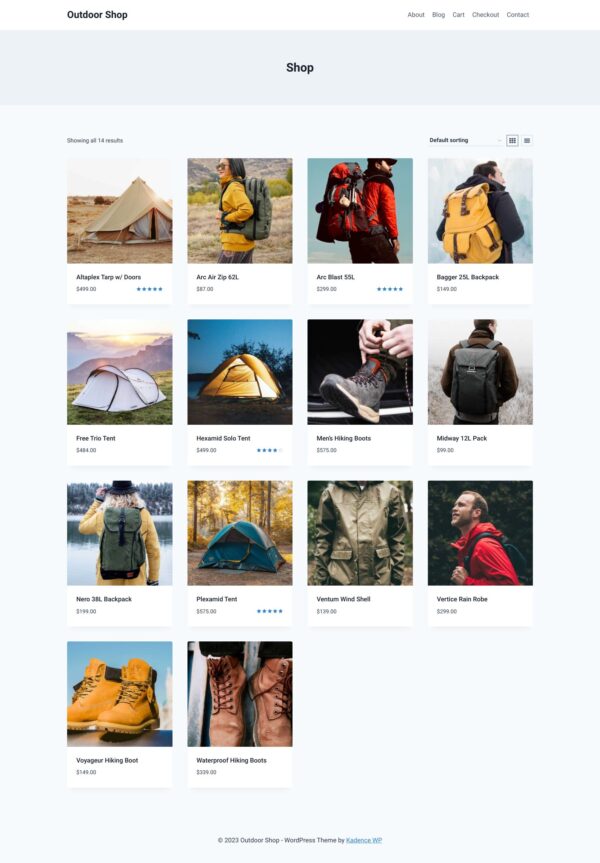 Outdoor Shop
About Blog Cart Checkout Contact
Shop
Showing all 14 results
Default sorting
Altaplex Tarp w/ Doors
$499.00
Arc Air Zip 62L
$87.00
Arc Blast 55L
$299.00
Bagger 25L Backpack
$149.00
Free Trio Tent
$484.00
Hexamid Solo Tent
$499.00
Men's Hiking Boots
$575.00
Midway 12L Pack
$99.00
Nero 38L Backpack
$199.00
Plexamid Tent
$575.00
Ventum Wind Shell
$139.00
Vertice Rain Robe
$299.00
Voyageur Hiking Boot
$149.00
Waterproof Hiking Boots
$339.00
© 2023 Outdoor Shop - WordPress Theme by Kadence WP